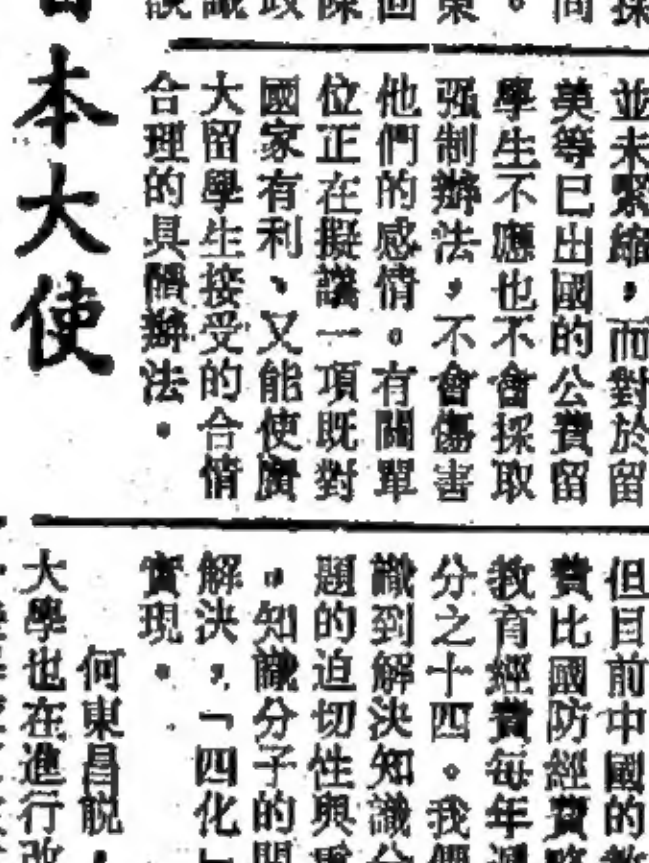 並未緊縮，而對於留
美等已出國的公費留
學生不應也不會採取
强制辦法，不會傷害
他們的感情。有關單
位正在擬議一項既對
國家有利、又能使廣
大留學生接受的合情
合理的具體辦法。
本大使
但目前中國的教
費比國防經費略
教育經費每年遞
分之十四。我們
識到解決知識分
題的迫切性與
。知識分子的問
解決，「四化」
實現。
何東昌說，
大學也在進行改